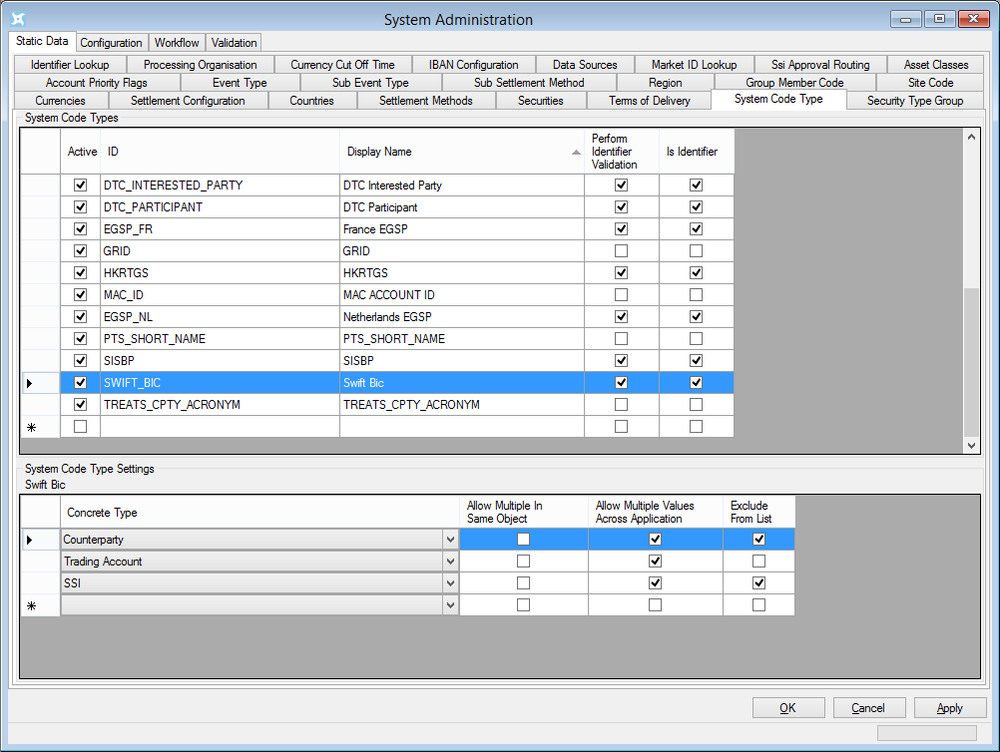 System Administration
Static Data Configuration Workflow Validation
Identifier Lookup Processing Organisation Currency Cut Off Time IBAN Configuration Data Sources Market ID Lookup Ssi Approval Routing Asset Classes
Account Priority Flags Event Type Sub Event Type Sub Settlement Method Region Group Member Code Site Code
Currencies Settlement Configuration Countries Settlement Methods Securities Terms of Delivery System Code Type Security Type Group
System Code Types
Active ID Display Name Perform Identifier Validation Is Identifier
DTC_INTERESTED_PARTY DTC Interested Party
DTC_PARTICIPANT DTC Participant
EGSP_FR France EGSP
GRID GRID
HKRTGS HKRTGS
MAC_ID MAC ACCOUNT ID
EGSP_NL Netherlands EGSP
PTS_SHORT_NAME PTS_SHORT_NAME
SISBP SISBP
SWIFT_BIC Swift Bic
TREATS_CPTY_ACRONYM TREATS_CPTY_ACRONYM
System Code Type Settings
Swift Bic
Concrete Type Allow Multiple In Same Object Allow Multiple Values Across Application Exclude From List
Counterparty
Trading Account
SSI
OK Cancel Apply